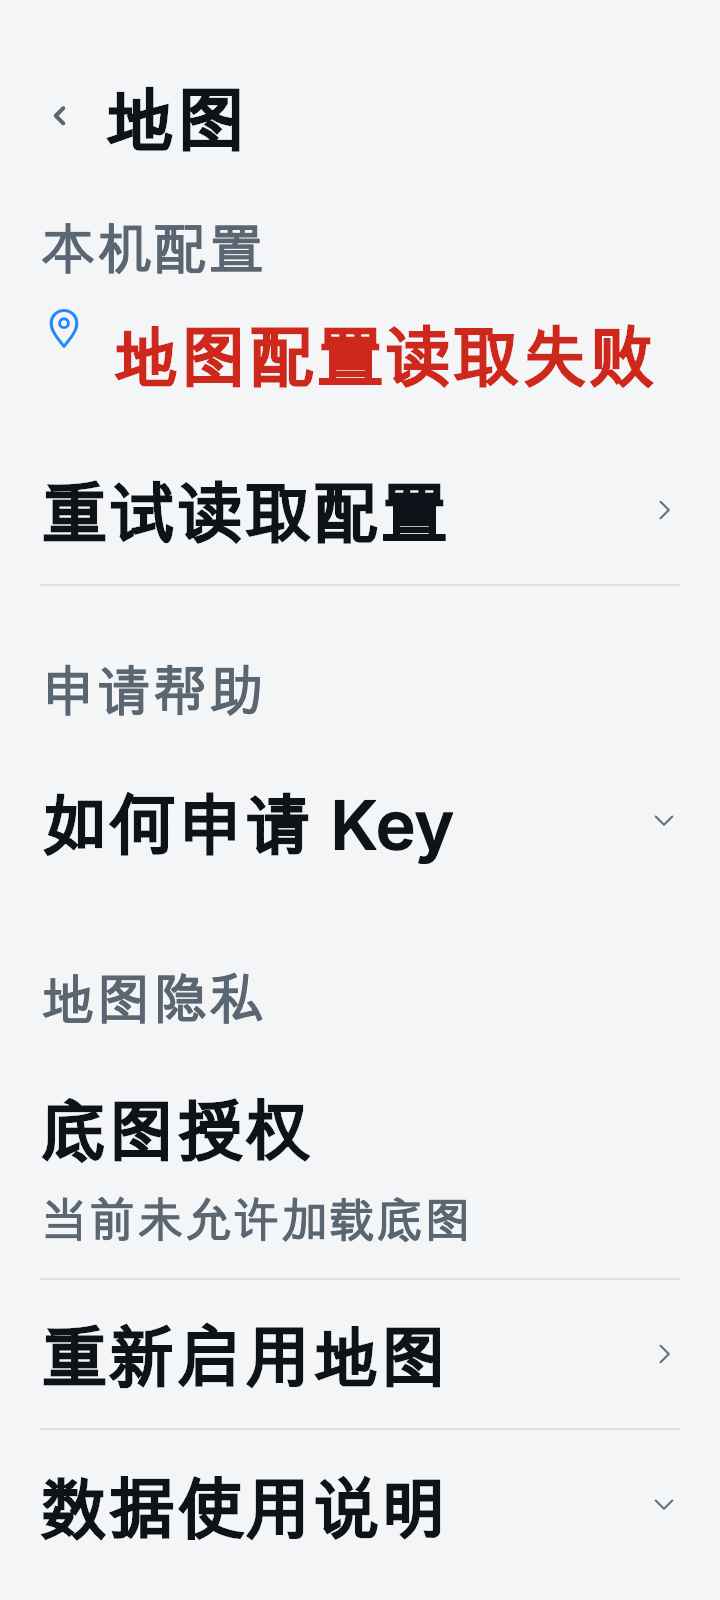 地图
本机配置
地图配置读取失败
重试读取配置
申请帮助
如何申请 Key
地图隐私
底图授权
当前未允许加载底图
重新启用地图
数据使用说明